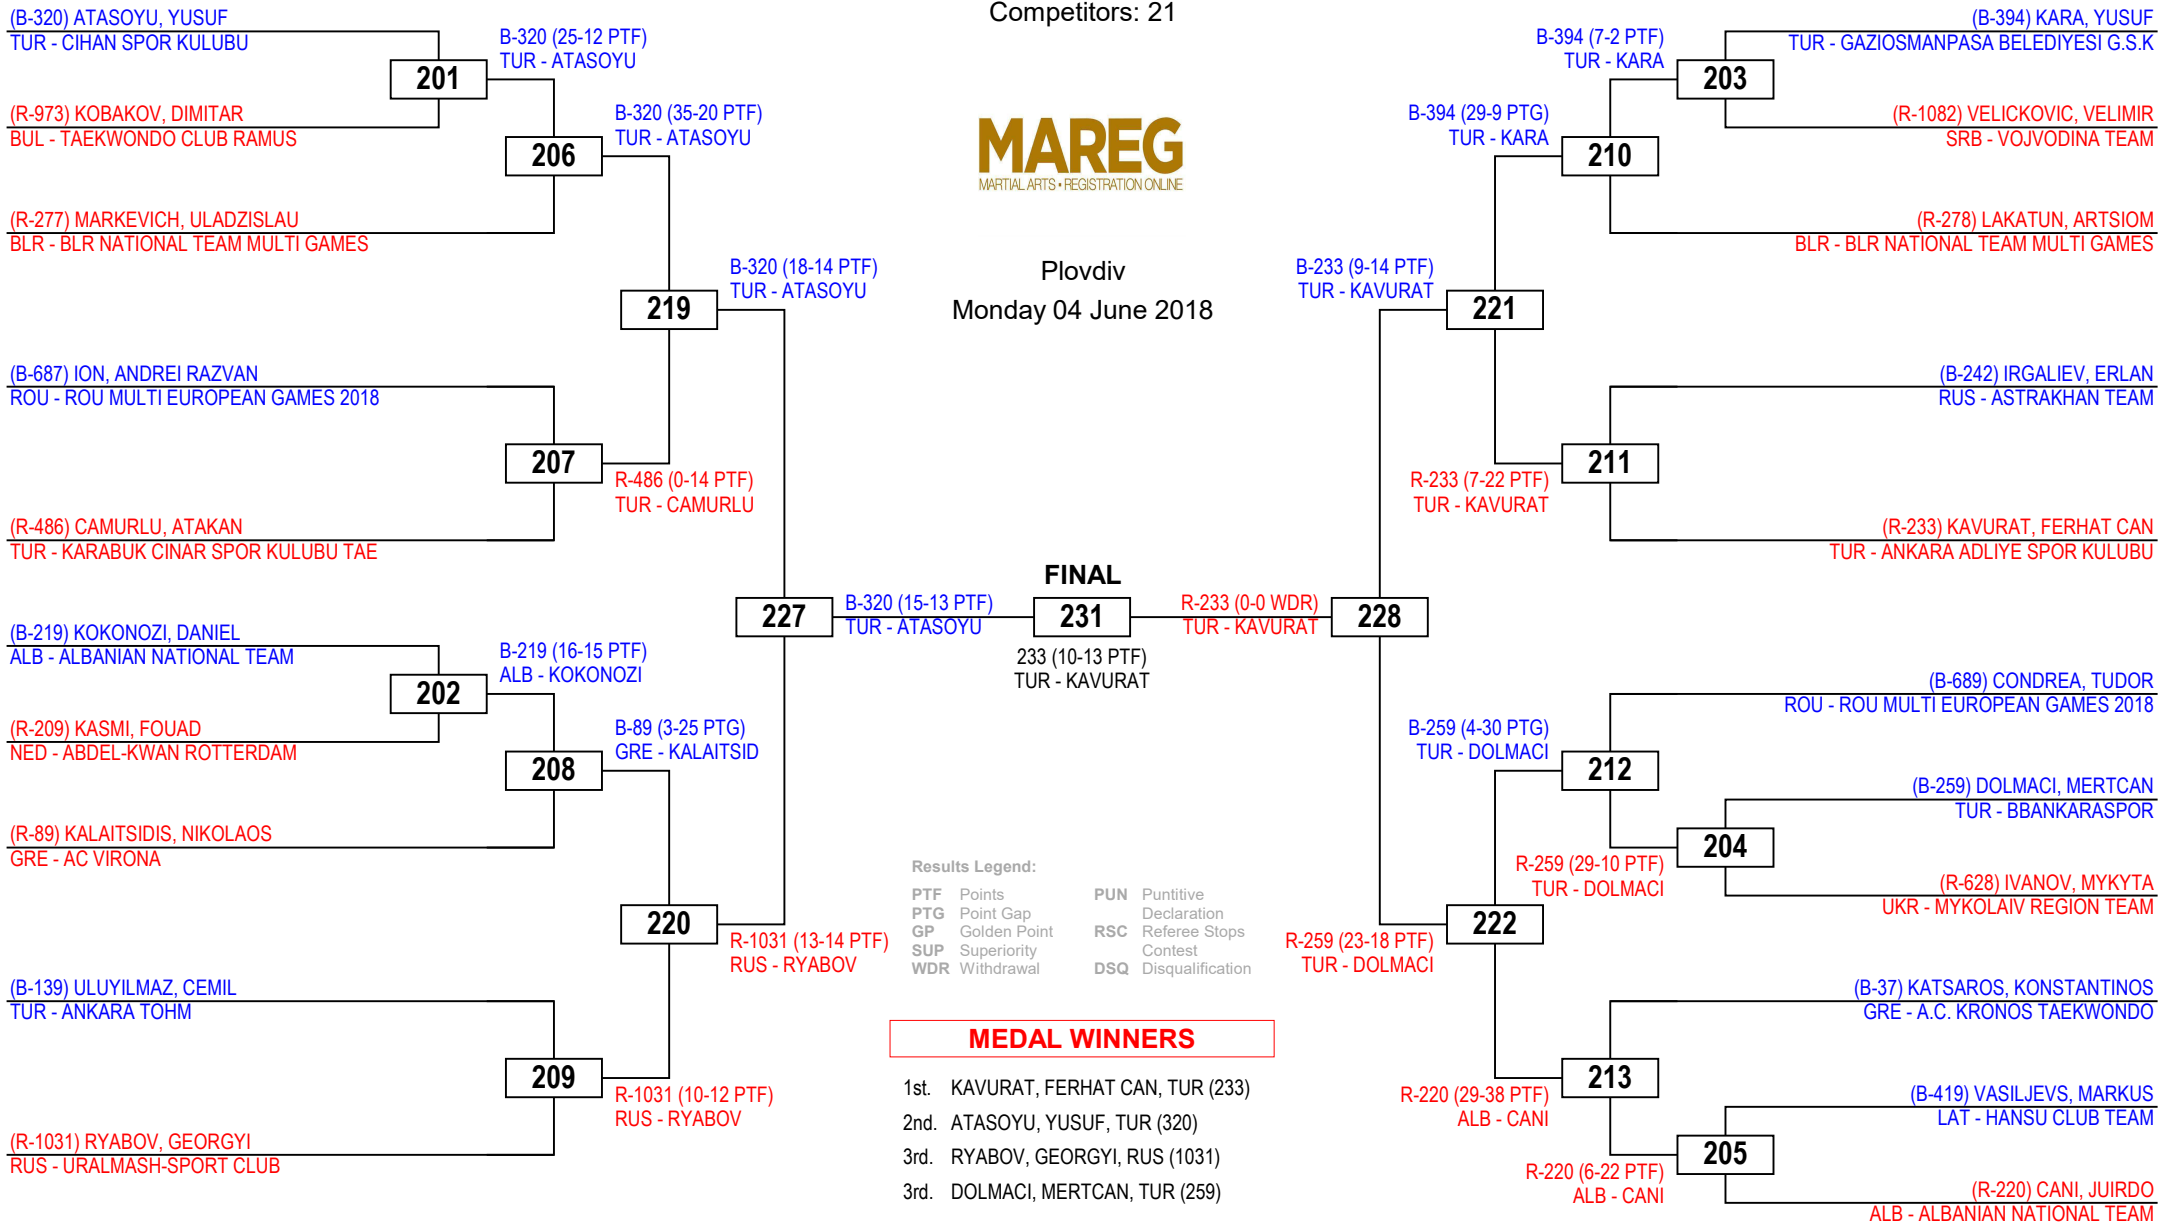 Competitors: 21
MAREG
MARTIAL ARTS • REGISTRATION ONLINE
Plovdiv
Monday 04 June 2018
(B-320) ATASOYU, YUSUF
TUR - CIHAN SPOR KULUBU
B-320 (25-12 PTF)
TUR - ATASOYU
201
(R-973) KOBAKOV, DIMITAR
BUL - TAEKWONDO CLUB RAMUS
B-320 (35-20 PTF)
TUR - ATASOYU
206
(R-277) MARKEVICH, ULADZISLAU
BLR - BLR NATIONAL TEAM MULTI GAMES
B-320 (18-14 PTF)
TUR - ATASOYU
219
(B-687) ION, ANDREI RAZVAN
ROU - ROU MULTI EUROPEAN GAMES 2018
207
R-486 (0-14 PTF)
TUR - CAMURLU
(R-486) CAMURLU, ATAKAN
TUR - KARABUK CINAR SPOR KULUBU TAE
227
B-320 (15-13 PTF)
TUR - ATASOYU
(B-219) KOKONOZI, DANIEL
ALB - ALBANIAN NATIONAL TEAM
B-219 (16-15 PTF)
ALB - KOKONOZI
202
(R-209) KASMI, FOUAD
NED - ABDEL-KWAN ROTTERDAM
B-89 (3-25 PTG)
GRE - KALAITSID
208
(R-89) KALAITSIDIS, NIKOLAOS
GRE - AC VIRONA
220
R-1031 (13-14 PTF)
RUS - RYABOV
(B-139) ULUYILMAZ, CEMIL
TUR - ANKARA TOHM
209
R-1031 (10-12 PTF)
RUS - RYABOV
(R-1031) RYABOV, GEORGYI
RUS - URALMASH-SPORT CLUB
FINAL
231
233 (10-13 PTF)
TUR - KAVURAT
(B-394) KARA, YUSUF
TUR - GAZIOSMANPASA BELEDIYESI G.S.K
B-394 (7-2 PTF)
TUR - KARA
203
(R-1082) VELICKOVIC, VELIMIR
SRB - VOJVODINA TEAM
B-394 (29-9 PTG)
TUR - KARA
210
(R-278) LAKATUN, ARTSIOM
BLR - BLR NATIONAL TEAM MULTI GAMES
B-233 (9-14 PTF)
TUR - KAVURAT
221
(B-242) IRGALIEV, ERLAN
RUS - ASTRAKHAN TEAM
211
R-233 (7-22 PTF)
TUR - KAVURAT
(R-233) KAVURAT, FERHAT CAN
TUR - ANKARA ADLIYE SPOR KULUBU
R-233 (0-0 WDR)
TUR - KAVURAT
228
(B-689) CONDREA, TUDOR
ROU - ROU MULTI EUROPEAN GAMES 2018
B-259 (4-30 PTG)
TUR - DOLMACI
212
(B-259) DOLMACI, MERTCAN
TUR - BBANKARASPOR
204
R-259 (29-10 PTF)
TUR - DOLMACI
(R-628) IVANOV, MYKYTA
UKR - MYKOLAIV REGION TEAM
222
R-259 (23-18 PTF)
TUR - DOLMACI
(B-37) KATSAROS, KONSTANTINOS
GRE - A.C. KRONOS TAEKWONDO
213
R-220 (29-38 PTF)
ALB - CANI
(B-419) VASILJEVS, MARKUS
LAT - HANSU CLUB TEAM
205
R-220 (6-22 PTF)
ALB - CANI
(R-220) CANI, JUIRDO
ALB - ALBANIAN NATIONAL TEAM
Results Legend:
PTF Points
PTG Point Gap
GP Golden Point
SUP Superiority
WDR Withdrawal
PUN Puntitive
Declaration
RSC Referee Stops
Contest
DSQ Disqualification
MEDAL WINNERS
1st. KAVURAT, FERHAT CAN, TUR (233)
2nd. ATASOYU, YUSUF, TUR (320)
3rd. RYABOV, GEORGYI, RUS (1031)
3rd. DOLMACI, MERTCAN, TUR (259)